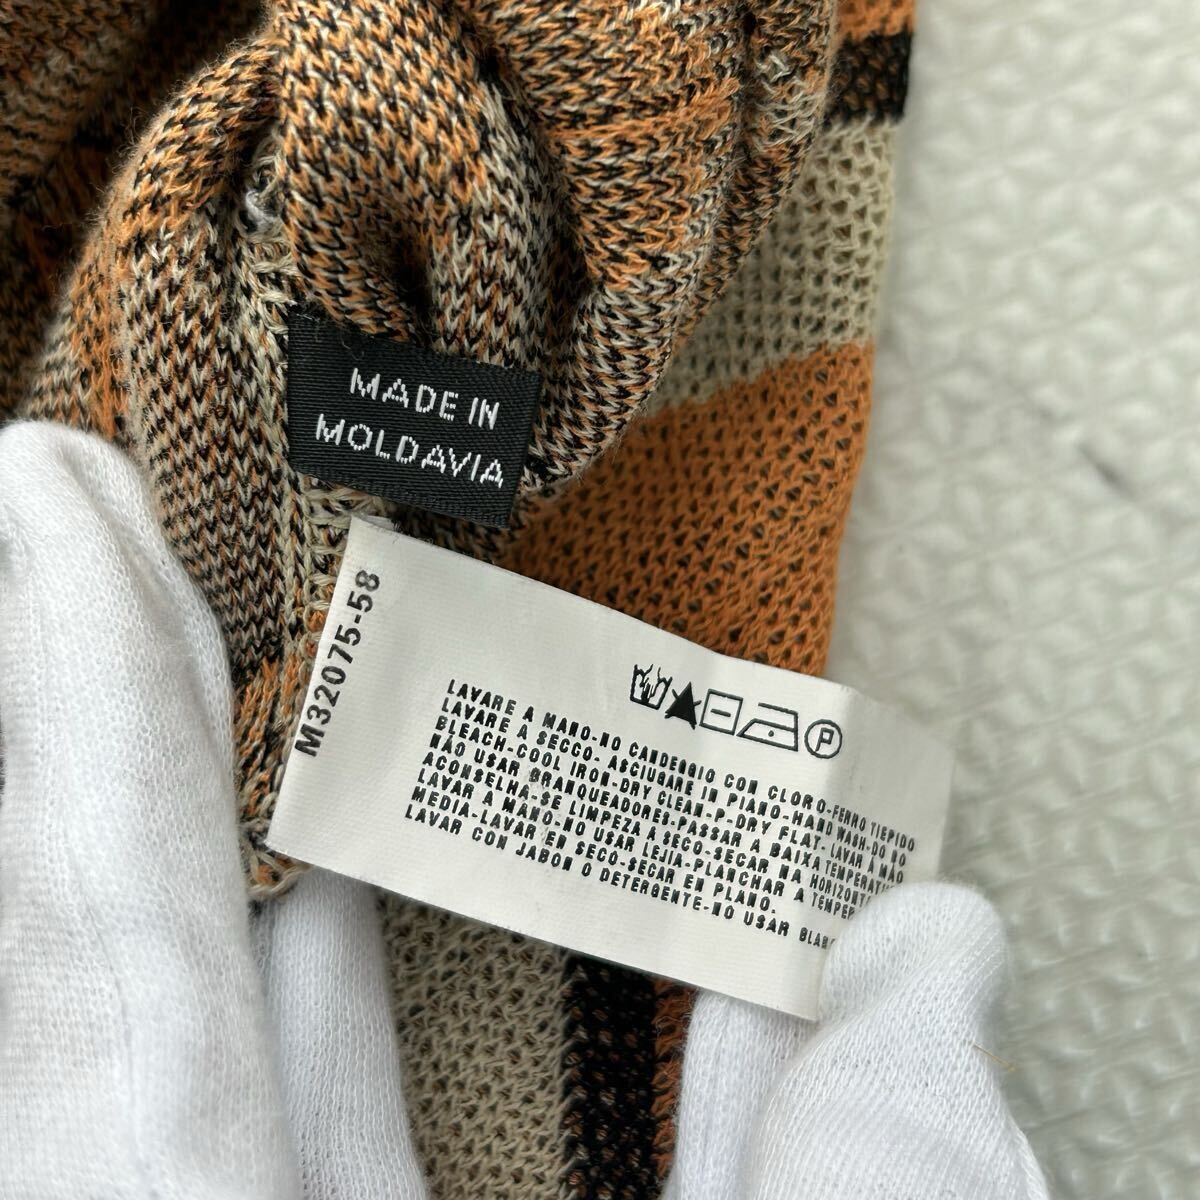 MADE IN
MOLDAVIA
M32075-58
P
LAVARE A MANO-NO CANDEGGIO CON CLORO-FERRO TIEPIDO
LAVARE A SECCO- ASCIUGARE IN PIANO-HAND WASH-DO NO
BLEACH-COOL IRON-DRY CLEAN-P-DRY FLAT-LAVAR À MÃO
NÃO USAR BRANQUEADORES-PASSAR A BAIXA TEMPERATU
ACONSELHA-SE LIMPEZA A SECO-SECAR NA HORIZONT
LAVAR A MANO-NO USAR LEJIA-PLANCHAR A TEMPER
MEDIA-LAVAR EN SECO-SECAR EN PLANO.
LAVAR CON JABON O DETERGENTE-NO USAR BLAN